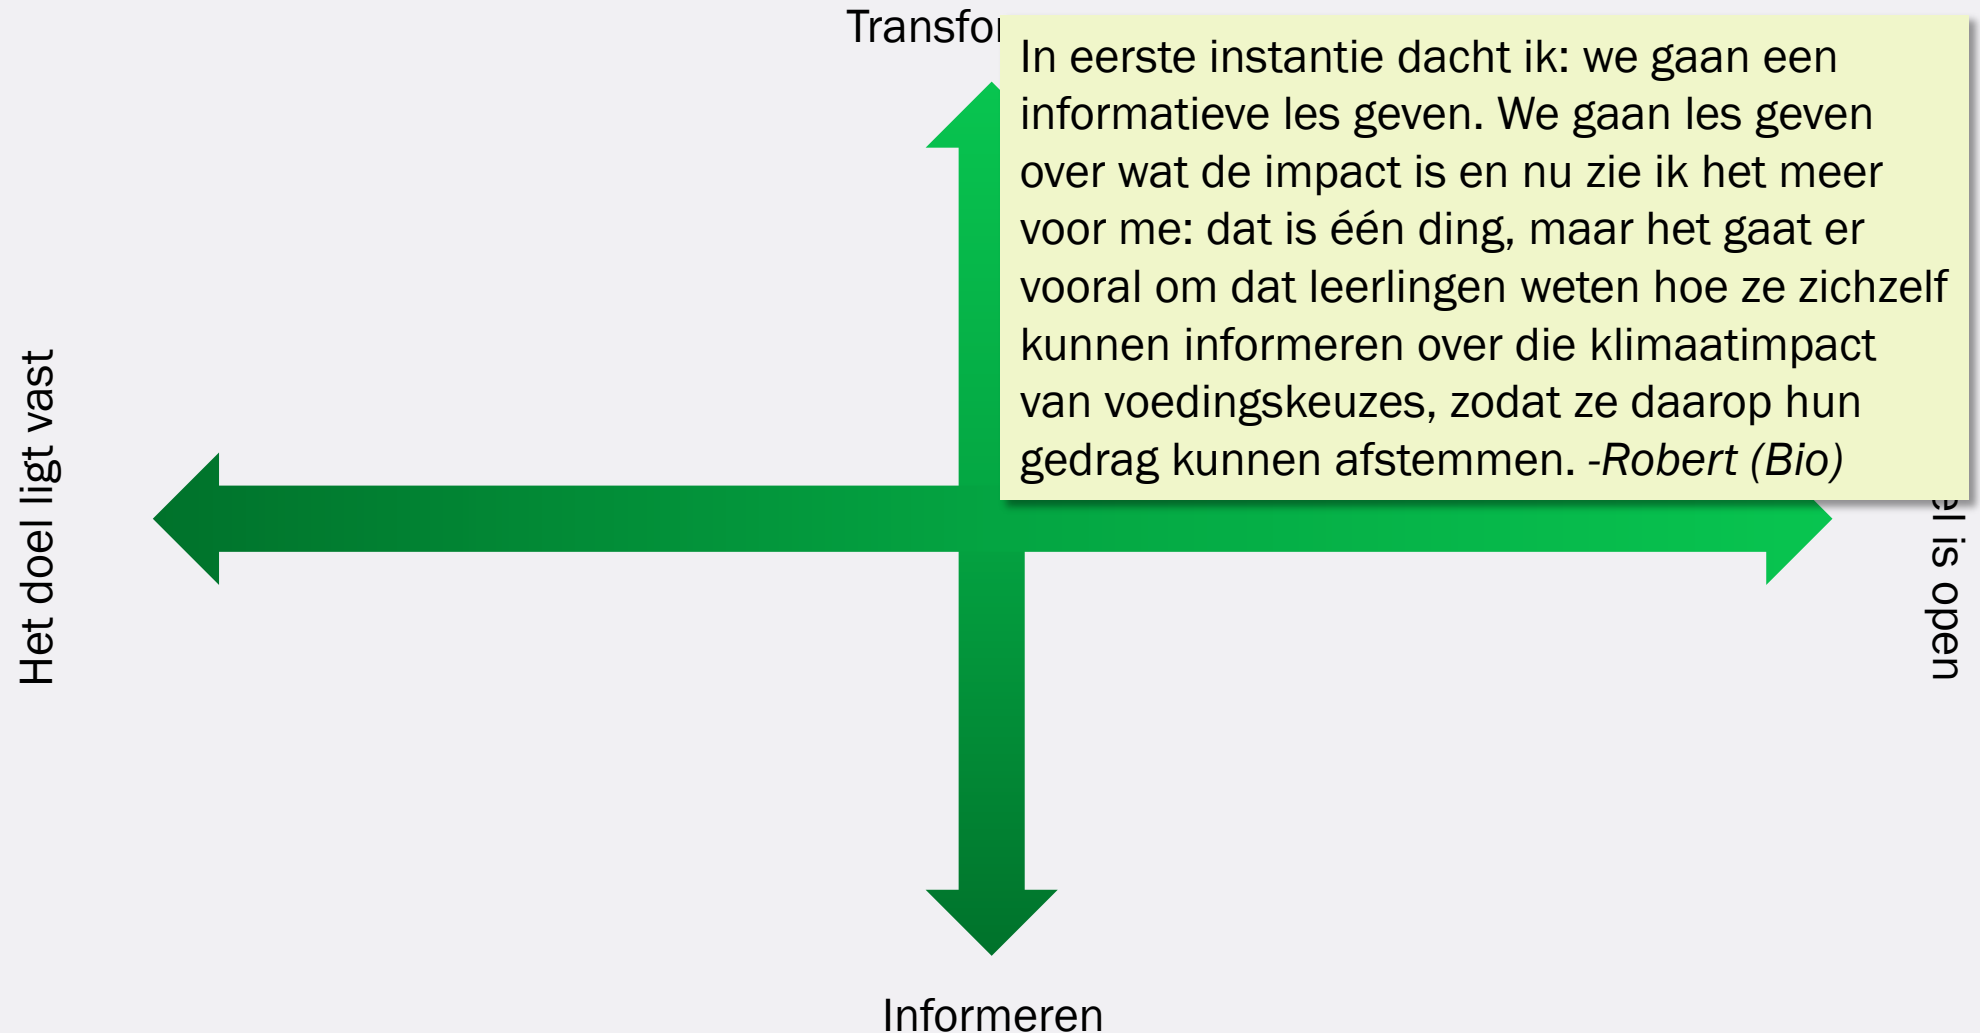 In eerste instantie dacht ik: we gaan een
informatieve les geven. We gaan les geven
over wat de impact is en nu zie ik het meer
voor me: dat is één ding, maar het gaat er
vooral om dat leerlingen weten hoe ze zichzelf
kunnen informeren over die klimaatimpact
van voedingskeuzes, zodat ze daarop hun
gedrag kunnen afstemmen. -Robert (Bio)
Het doel ligt vast
is open
Informeren